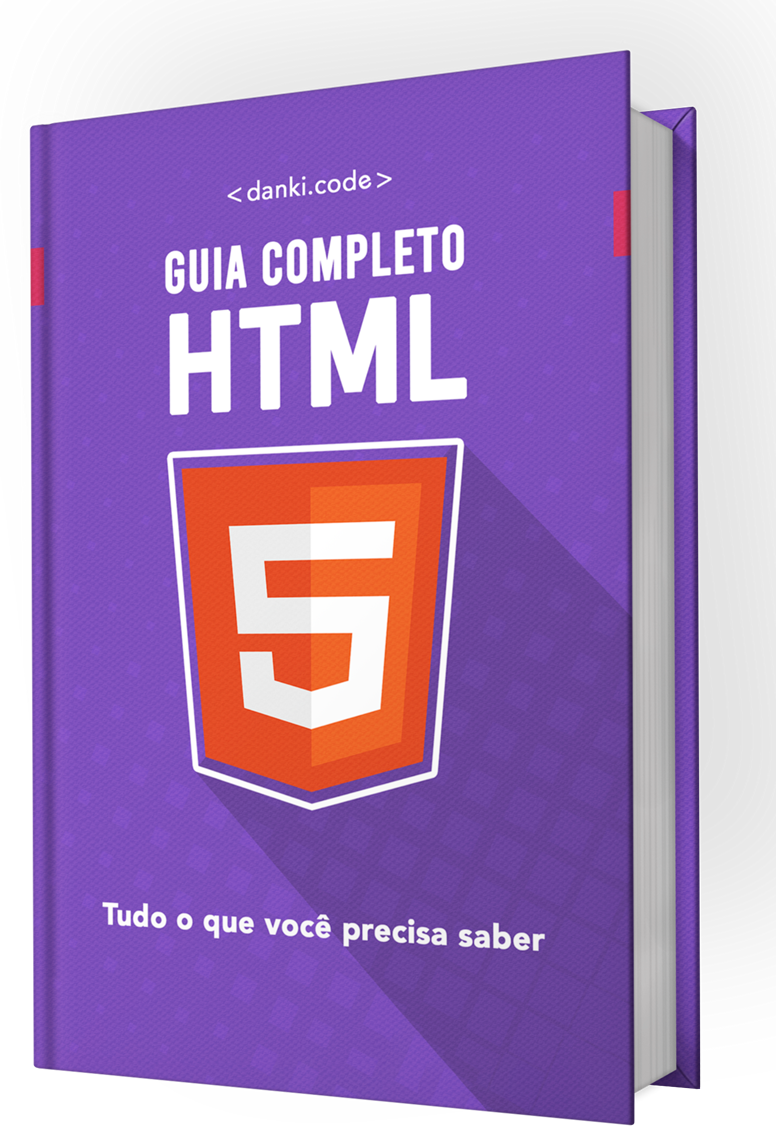 <danki.code>
GUIA COMPLETO
HTML
5
Tudo o que você precisa saber